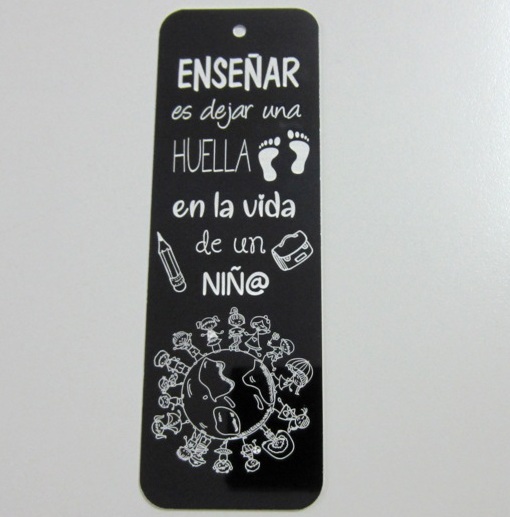 ENSEÑAR
es dejar una
HUELLA
en la vida
de un
NIÑ@